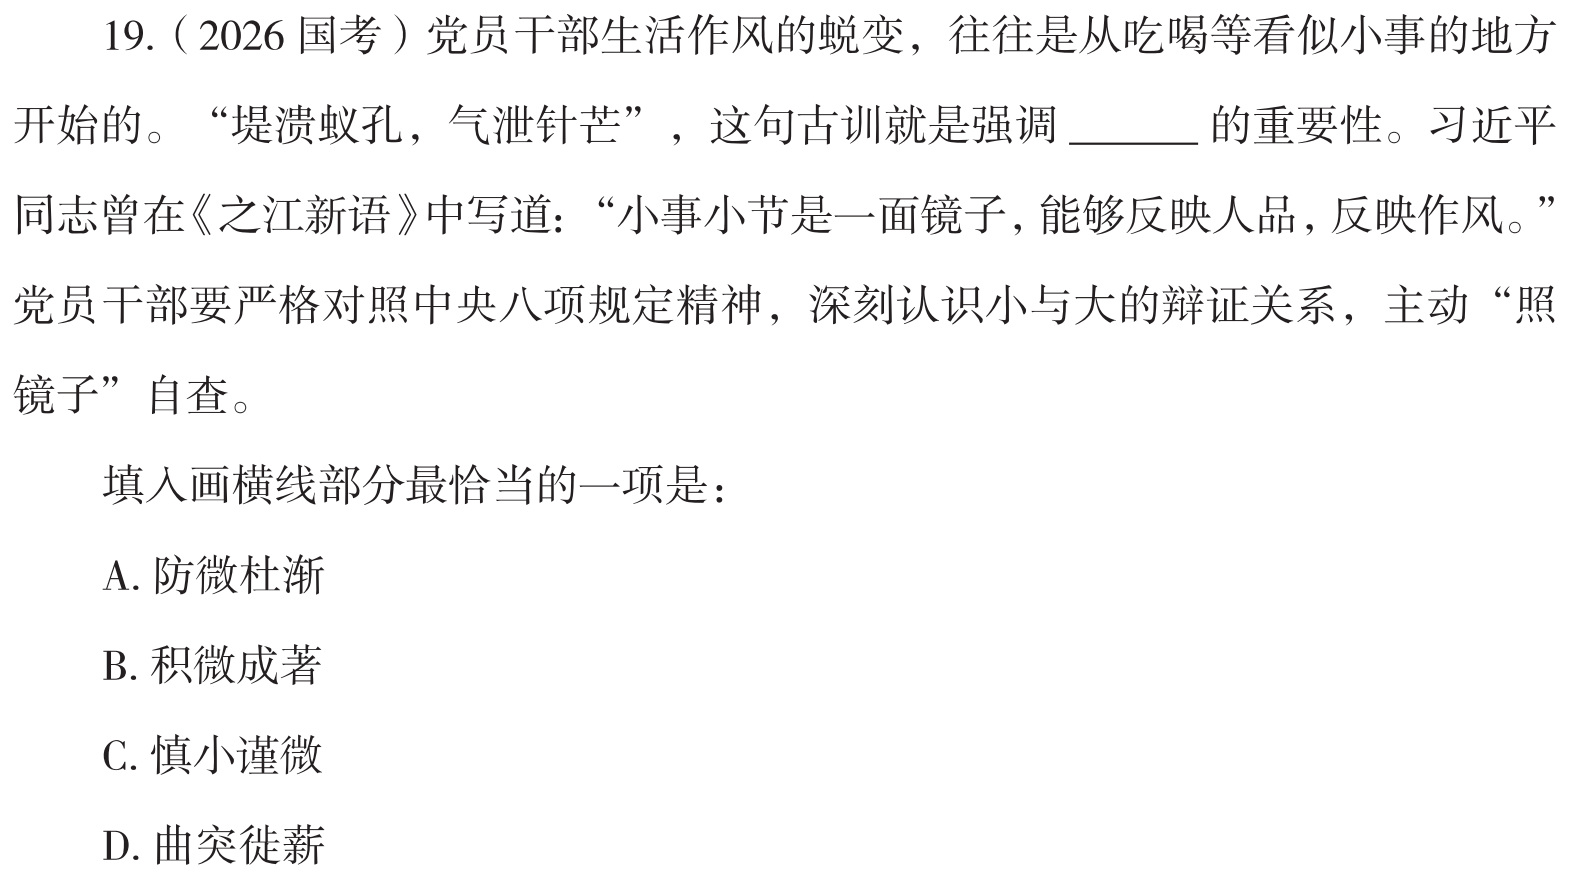 19.（2026 国考）党员干部生活作风的蜕变，往往是从吃喝等看似小事的地方
开始的。“堤溃蚁孔，气泄针芒”，这句古训就是强调______的重要性。习近平
同志曾在《之江新语》中写道：“小事小节是一面镜子，能够反映人品，反映作风。”
党员干部要严格对照中央八项规定精神，深刻认识小与大的辩证关系，主动“照
镜子”自查。
填入画横线部分最恰当的一项是：
A. 防微杜渐
B. 积微成著
C. 慎小谨微
D. 曲突徙薪